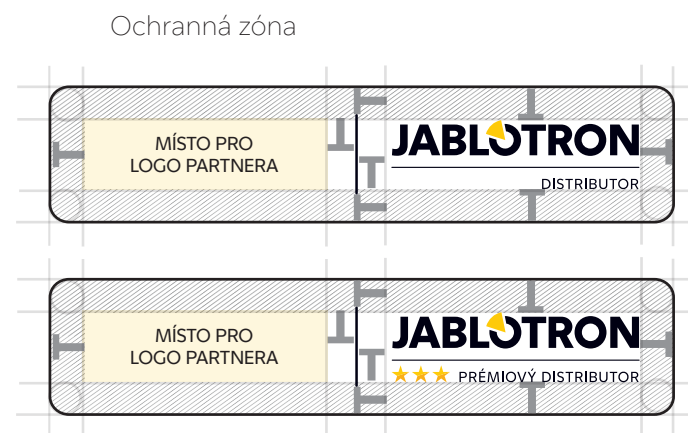 Ochranná zóna
MÍSTO PRO
LOGO PARTNERA
JABLOTRON
DISTRIBUTOR
MÍSTO PRO
LOGO PARTNERA
JABLOTRON
PRÉMIOVÝ DISTRIBUTOR